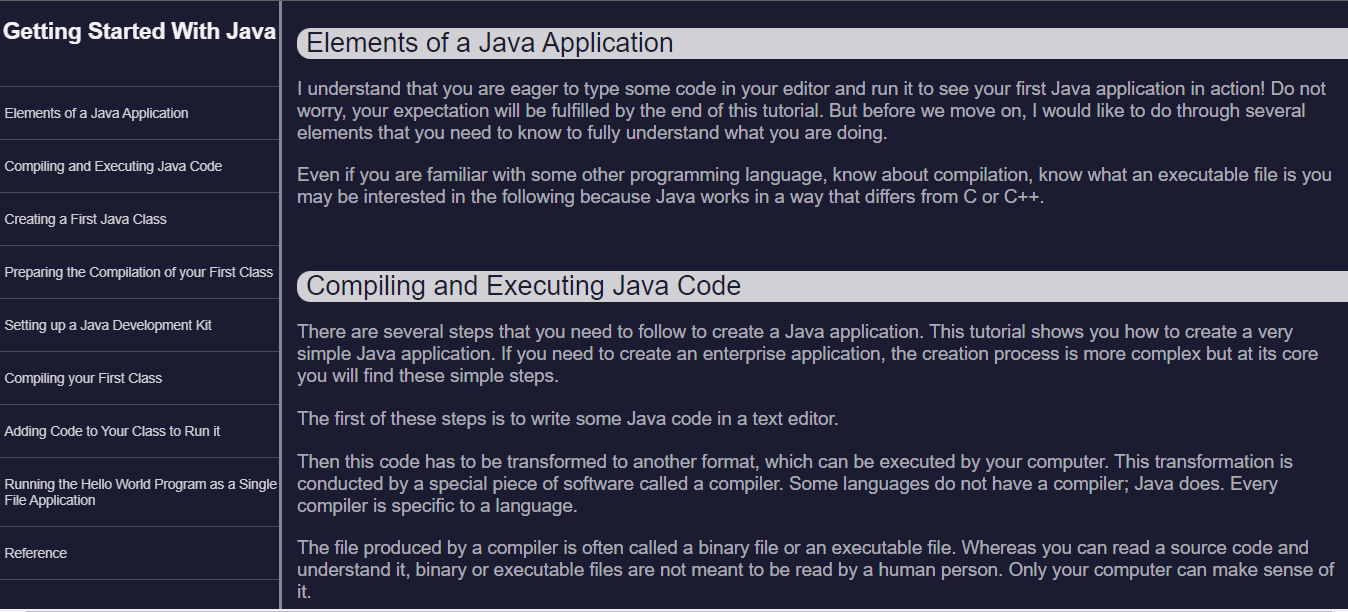 Getting Started With Java
Elements of a Java Application
Compiling and Executing Java Code
Creating a First Java Class
Preparing the Compilation of your First Class
Setting up a Java Development Kit
Compiling your First Class
Adding Code to Your Class to Run it
Running the Hello World Program as a Single
File Application
Reference
Elements of a Java Application
I understand that you are eager to type some code in your editor and run it to see your first Java application in action! Do not
worry, your expectation will be fulfilled by the end of this tutorial. But before we move on, I would like to do through several
elements that you need to know to fully understand what you are doing.
Even if you are familiar with some other programming language, know about compilation, know what an executable file is you
may be interested in the following because Java works in a way that differs from C or C++.
Compiling and Executing Java Code
There are several steps that you need to follow to create a Java application. This tutorial shows you how to create a very
simple Java application. If you need to create an enterprise application, the creation process is more complex but at its core
you will find these simple steps.
The first of these steps is to write some Java code in a text editor.
Then this code has to be transformed to another format, which can be executed by your computer. This transformation is
conducted by a special piece of software called a compiler. Some languages do not have a compiler; Java does. Every
compiler is specific to a language.
The file produced by a compiler is often called a binary file or an executable file. Whereas you can read a source code and
understand it, binary or executable files are not meant to be read by a human person. Only your computer can make sense of
it.